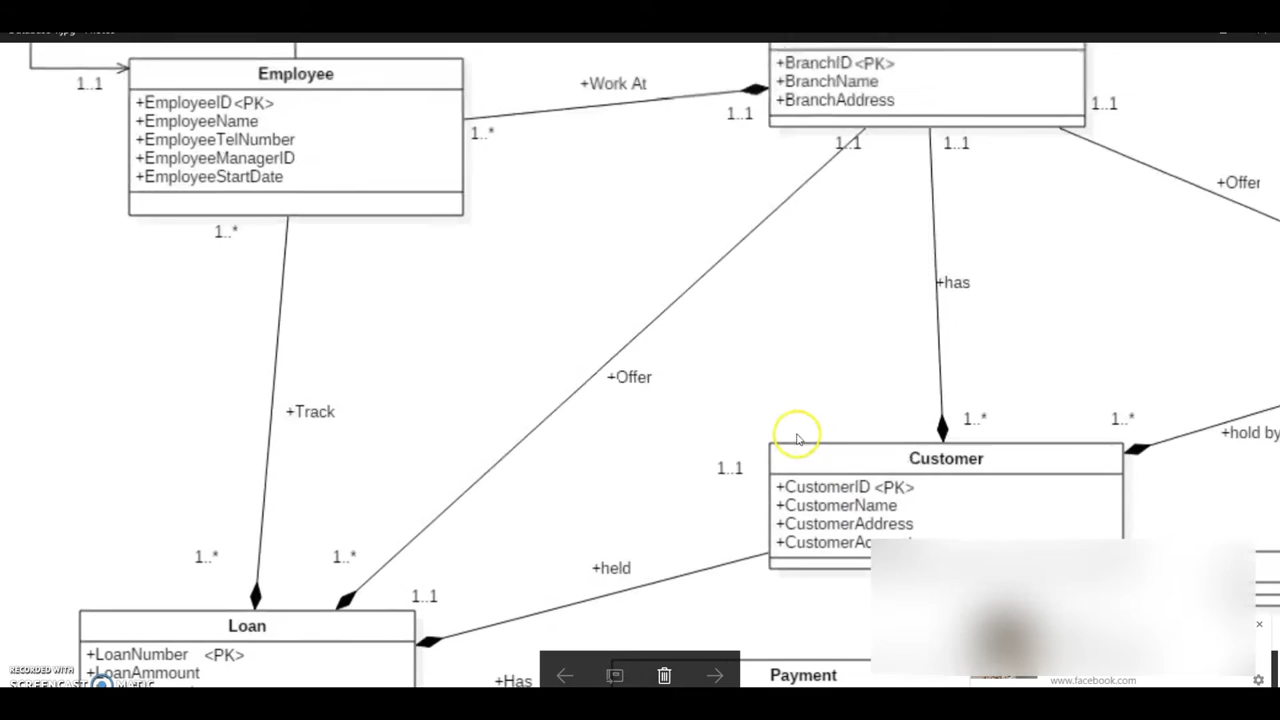 1..1
Employee
+EmployeeID <PK>
+EmployeeName
+EmployeeTelNumber
+EmployeeManagerID
+EmployeeStartDate
1..*
1..*
+Work At
1..1
+BranchID <PK>
+BranchName
+BranchAddress
1..1
1..1
1..1
+Offer
+has
+Offer
+Track
1..*
1..*
+hold by
1..1
Customer
+CustomerID <PK>
+CustomerName
+CustomerAddress
1..*
1..*
+held
1..1
Loan
+LoanNumber <PK>
+LoanAmmount
+Has
Payment
RECORDED WITH
SCREENCAST MATIC
www.facebook.com